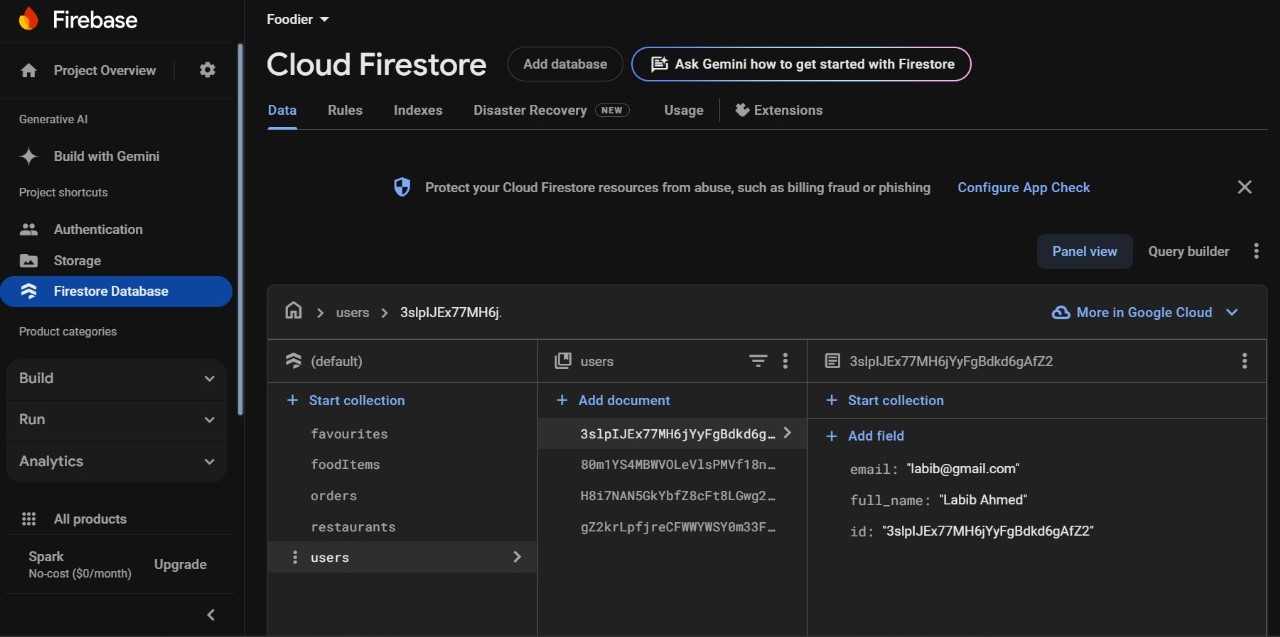 Firebase
Project Overview
Generative AI
Build with Gemini
Project shortcuts
Authentication
Storage
Firestore Database
Product categories
Build
Run
Analytics
All products
Spark
No-cost ($0/month)
Upgrade
Foodier
Cloud Firestore
Add database
Ask Gemini how to get started with Firestore
Data Rules Indexes Disaster Recovery NEW Usage Extensions
Protect your Cloud Firestore resources from abuse, such as billing fraud or phishing Configure App Check
Panel view Query builder
users 3slpIJEx77MH6j.
More in Google Cloud
(default)
Start collection
favourites
foodItems
orders
restaurants
users
users
Add document
3slpIJEx77MH6jYyFgBdkd6g…
80m1YS4MBWVOLeVlsPMVf18n…
H8i7NAN5GkYbfZ8cFt8LGwg2…
gZ2krLpfjreCFWWYWSY0m33F…
3slpIJEx77MH6jYyFgBdkd6gAfZ2
Start collection
Add field
email: "labib@gmail.com"
full_name: "Labib Ahmed"
id: "3slpIJEx77MH6jYyFgBdkd6gAfZ2"